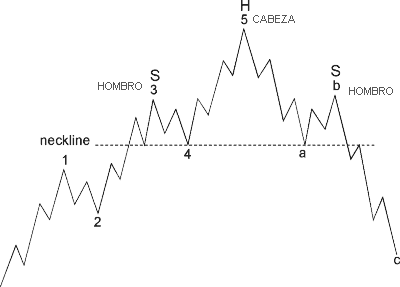 H
5 CABEZA
S
3
HOMBRO
S
b
HOMBRO
neckline
1
4
a
2
c